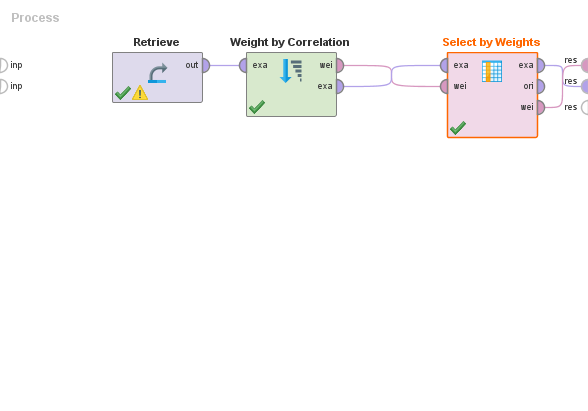 Process
Retrieve
Weight by Correlation
Select by Weights
inp
inp
out
exa
wei
exa
exa
wei
exa
ori
wei
res
res
res